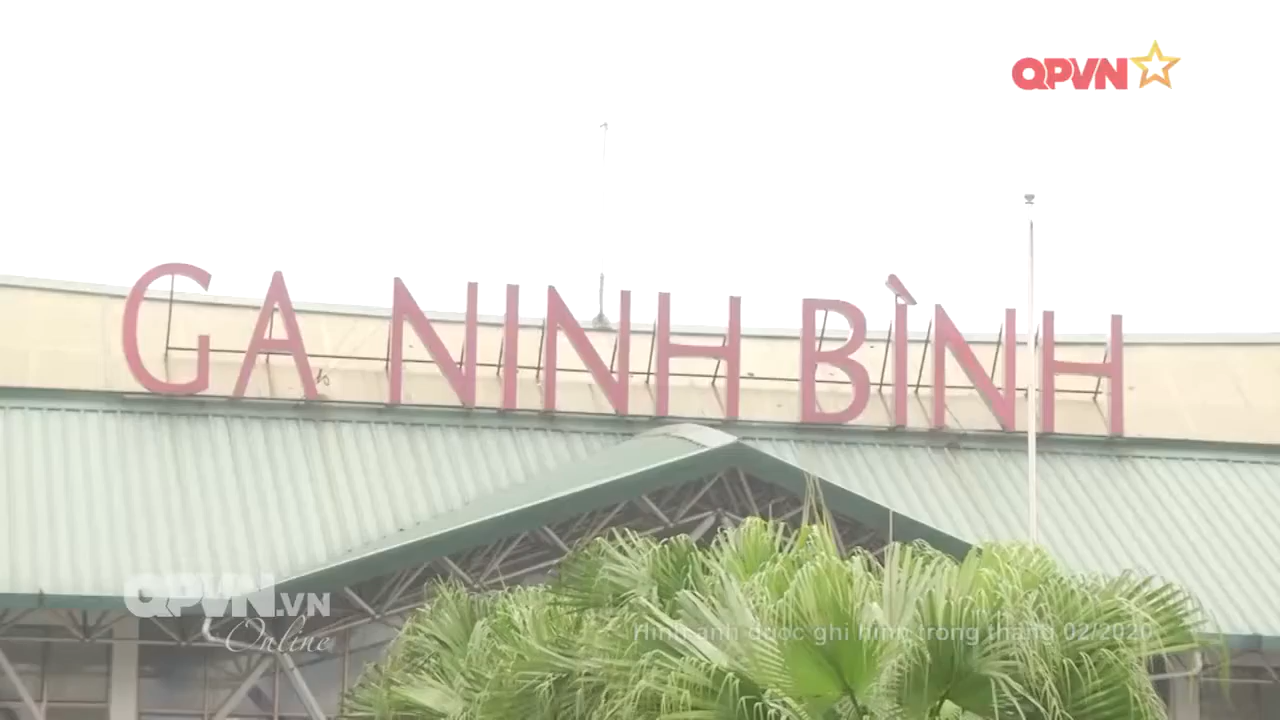 QPVN
GA NINH BÌNH
QPVN.VN
Online
Hình ảnh được ghi hình trong tháng 02/2020